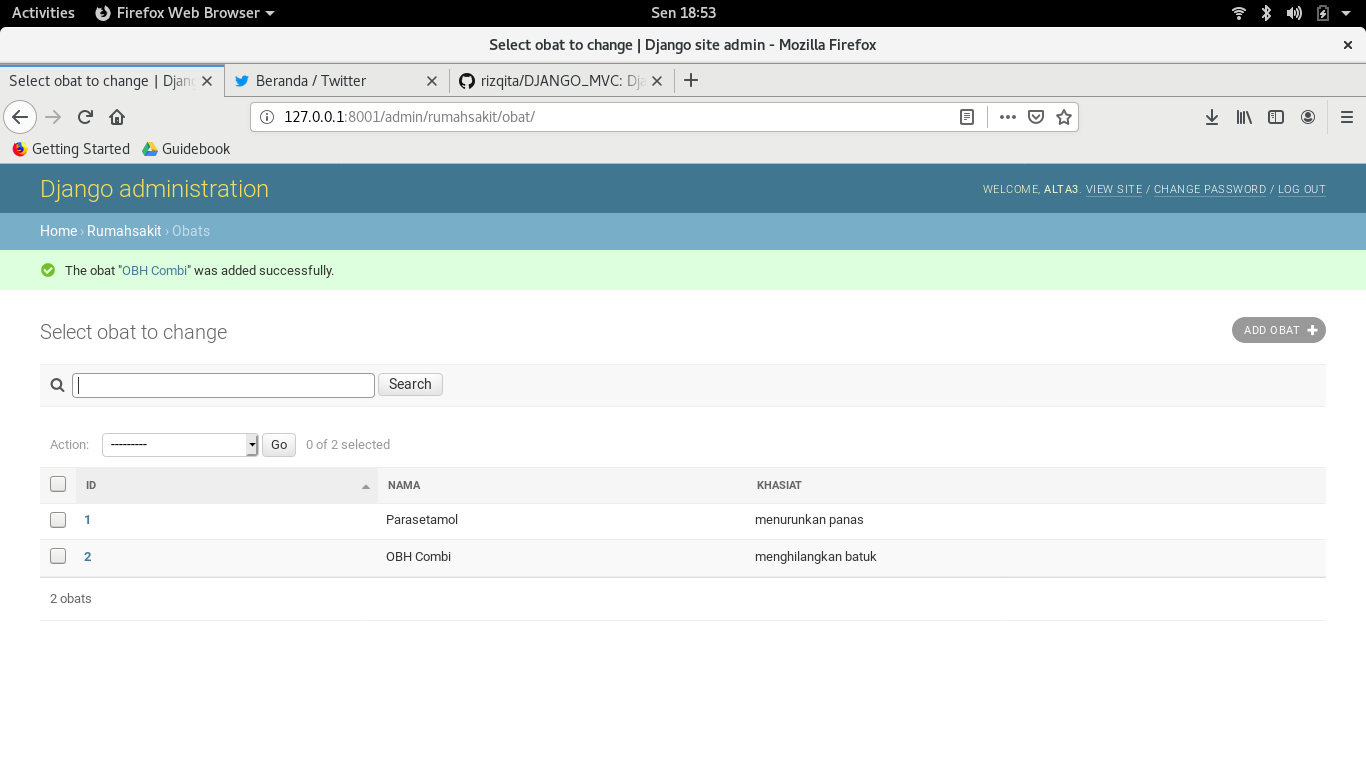 Activities Firefox Web Browser Sen 18:53
Select obat to change | Django site admin - Mozilla Firefox
Select obat to change | Djan Beranda / Twitter rizqita/DJANGO_MVC: Dja
127.0.0.1:8001/admin/rumahsakit/obat/
Getting Started Guidebook
Django administration WELCOME, ALTA3. VIEW SITE / CHANGE PASSWORD / LOG OUT
Home › Rumahsakit › Obats
The obat "OBH Combi" was added successfully.
Select obat to change ADD OBAT
Search
Action: --------- Go 0 of 2 selected
ID NAMA KHASIAT
1 Parasetamol menurunkan panas
2 OBH Combi menghilangkan batuk
2 obats